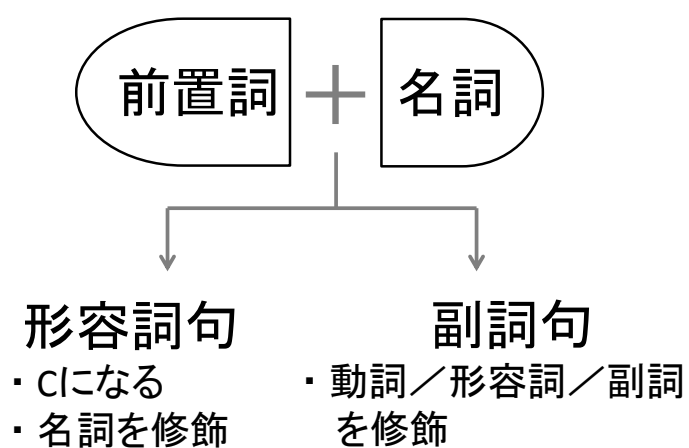 前置詞 + 名詞
形容詞句
・Cになる
・名詞を修飾
副詞句
・動詞／形容詞／副詞
を修飾